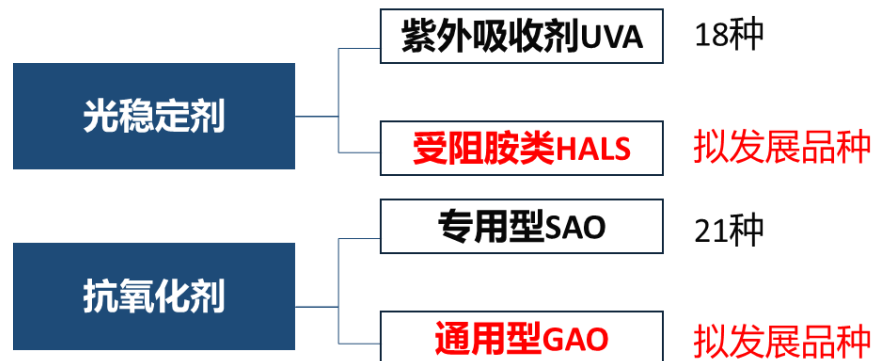 紫外吸收剂UVA 18种
光稳定剂
受阻胺类HALS 拟发展品种
专用型SAO 21种
抗氧化剂
通用型GAO 拟发展品种